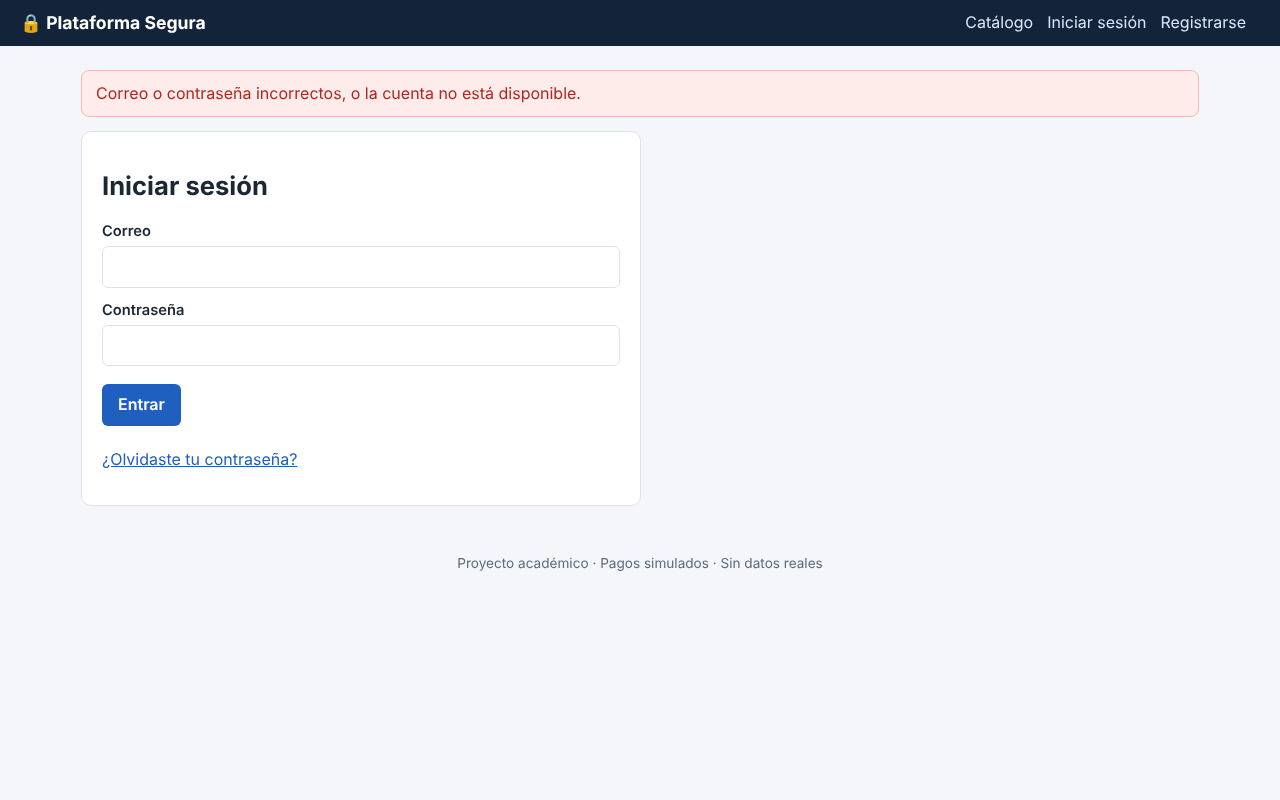 🔒 Plataforma Segura
Catálogo Iniciar sesión Registrarse
Correo o contraseña incorrectos, o la cuenta no está disponible.
Iniciar sesión
Correo
Contraseña
Entrar
¿Olvidaste tu contraseña?
Proyecto académico · Pagos simulados · Sin datos reales